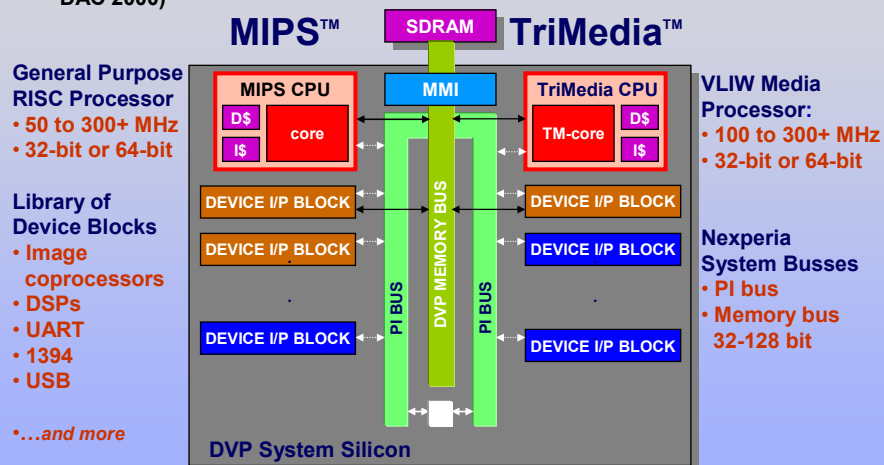 DAC 2000)
MIPS™
SDRAM
TriMedia™
General Purpose
RISC Processor
• 50 to 300+ MHz
• 32-bit or 64-bit
Library of
Device Blocks
• Image
coprocessors
• DSPs
• UART
• 1394
• USB
•…and more
MIPS CPU
D$
core
I$
MMI
TriMedia CPU
TM-core
D$
I$
DEVICE I/P BLOCK
DEVICE I/P BLOCK
DEVICE I/P BLOCK
PI BUS
DVP MEMORY BUS
PI BUS
DEVICE I/P BLOCK
DEVICE I/P BLOCK
DEVICE I/P BLOCK
DVP System Silicon
VLIW Media
Processor:
• 100 to 300+ MHz
• 32-bit or 64-bit
Nexperia
System Busses
• PI bus
• Memory bus
32-128 bit